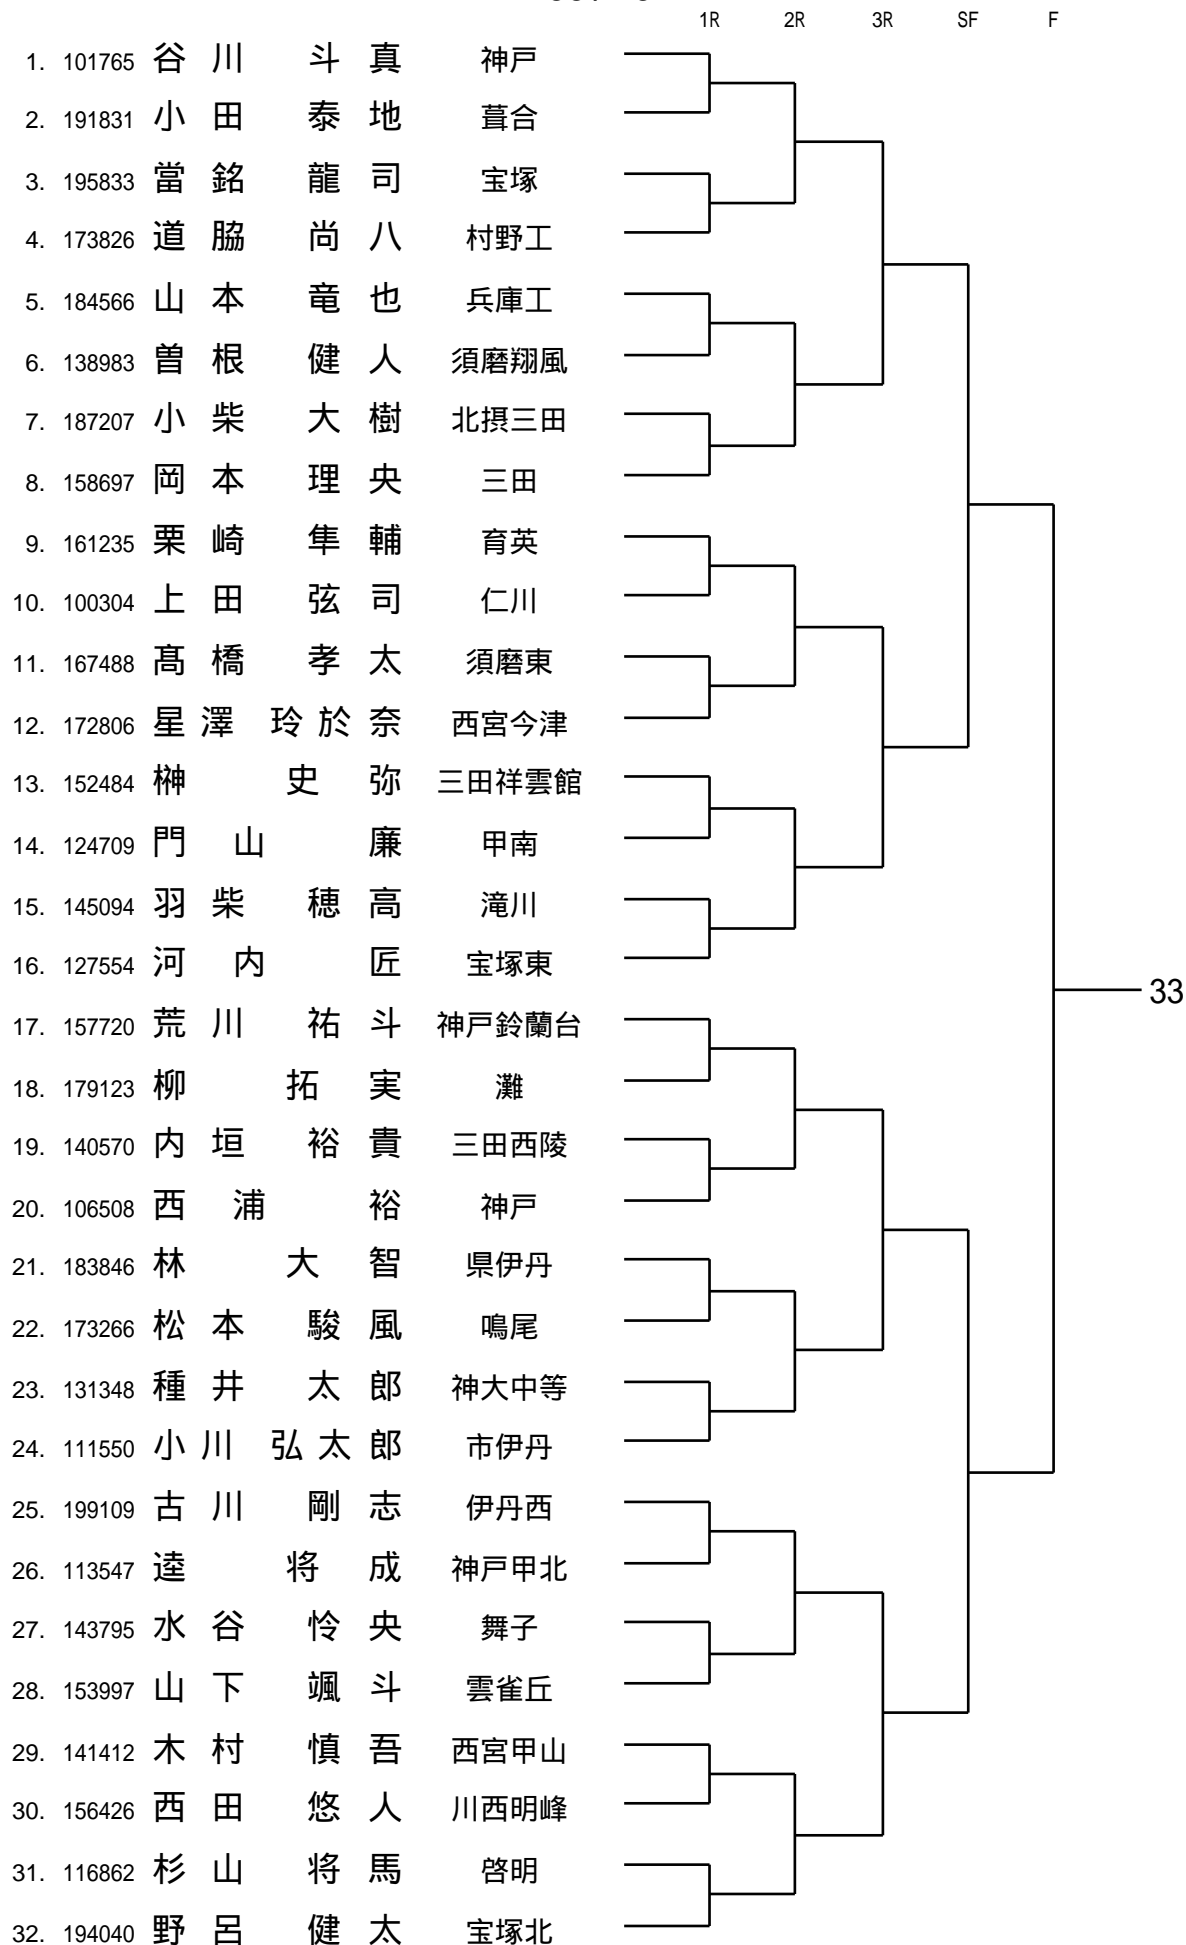 1R 2R 3R SF F
1. 101765 谷川 斗真 神戸
2. 191831 小田 泰地 葺合
3. 195833 當銘 龍司 宝塚
4. 173826 道脇 尚八 村野工
5. 184566 山本 竜也 兵庫工
6. 138983 曽根 健人 須磨翔風
7. 187207 小柴 大樹 北摂三田
8. 158697 岡本 理央 三田
9. 161235 栗崎 隼輔 育英
10. 100304 上田 弦司 仁川
11. 167488 髙橋 孝太 須磨東
12. 172806 星澤 玲於奈 西宮今津
13. 152484 榊 史弥 三田祥雲館
14. 124709 門山 廉 甲南
15. 145094 羽柴 穂高 滝川
16. 127554 河内 匠 宝塚東
33
17. 157720 荒川 祐斗 神戸鈴蘭台
18. 179123 柳 拓実 灘
19. 140570 内垣 裕貴 三田西陵
20. 106508 西浦 裕 神戸
21. 183846 林 大智 県伊丹
22. 173266 松本 駿風 鳴尾
23. 131348 種井 太郎 神大中等
24. 111550 小川 弘太郎 市伊丹
25. 199109 古川 剛志 伊丹西
26. 113547 逵 将成 神戸甲北
27. 143795 水谷 怜央 舞子
28. 153997 山下 颯斗 雲雀丘
29. 141412 木村 慎吾 西宮甲山
30. 156426 西田 悠人 川西明峰
31. 116862 杉山 将馬 啓明
32. 194040 野呂 健太 宝塚北